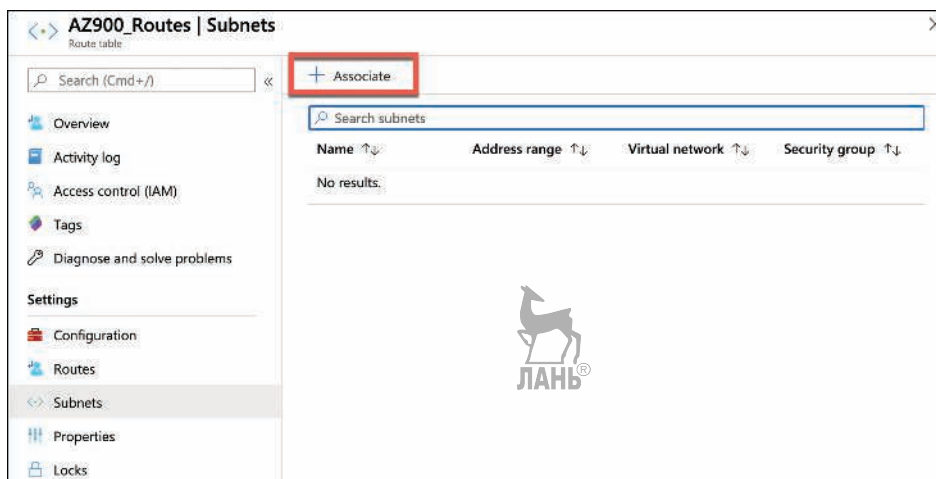 AZ900_Routes | Subnets
Route table
Search (Cmd+/)
Overview
Activity log
Access control (IAM)
Tags
Diagnose and solve problems
Settings
Configuration
Routes
Subnets
Properties
Locks
+ Associate
Search subnets
Name Address range Virtual network Security group
No results.
ЛАНЬ®